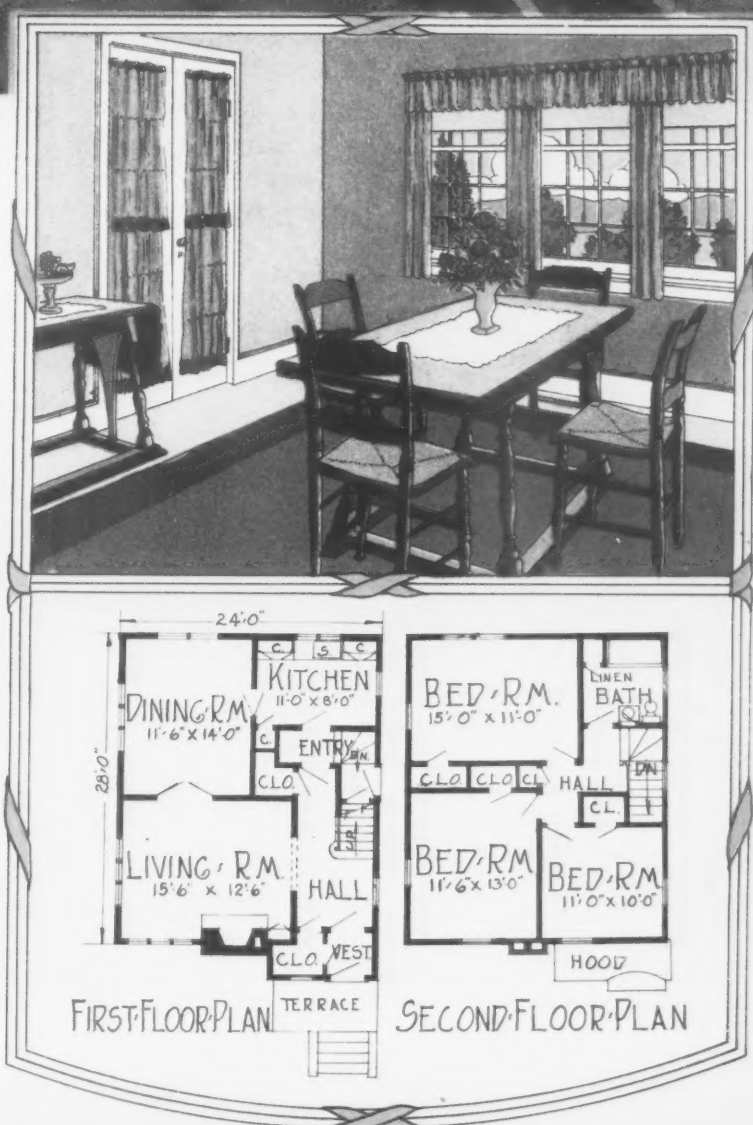 24'-0"
28'-0"
C.
S
C.
KITCHEN
11'-0" X 8'-0"
DINING·RM.
11'-6" X 14'-0"
C.
ENTRY
DN.
CLO.
UP
LIVING·RM.
15'-6" X 12'-6"
HALL
CLO.
VEST.
TERRACE
FIRST·FLOOR·PLAN
BED·RM.
15'-0" X 11'-0"
LINEN
BATH
CLO.
CLO.
CL.
HALL
DN
CL.
BED·RM.
11'-6" X 13'-0"
BED·RM.
11'-0" X 10'-0"
HOOD
SECOND·FLOOR·PLAN